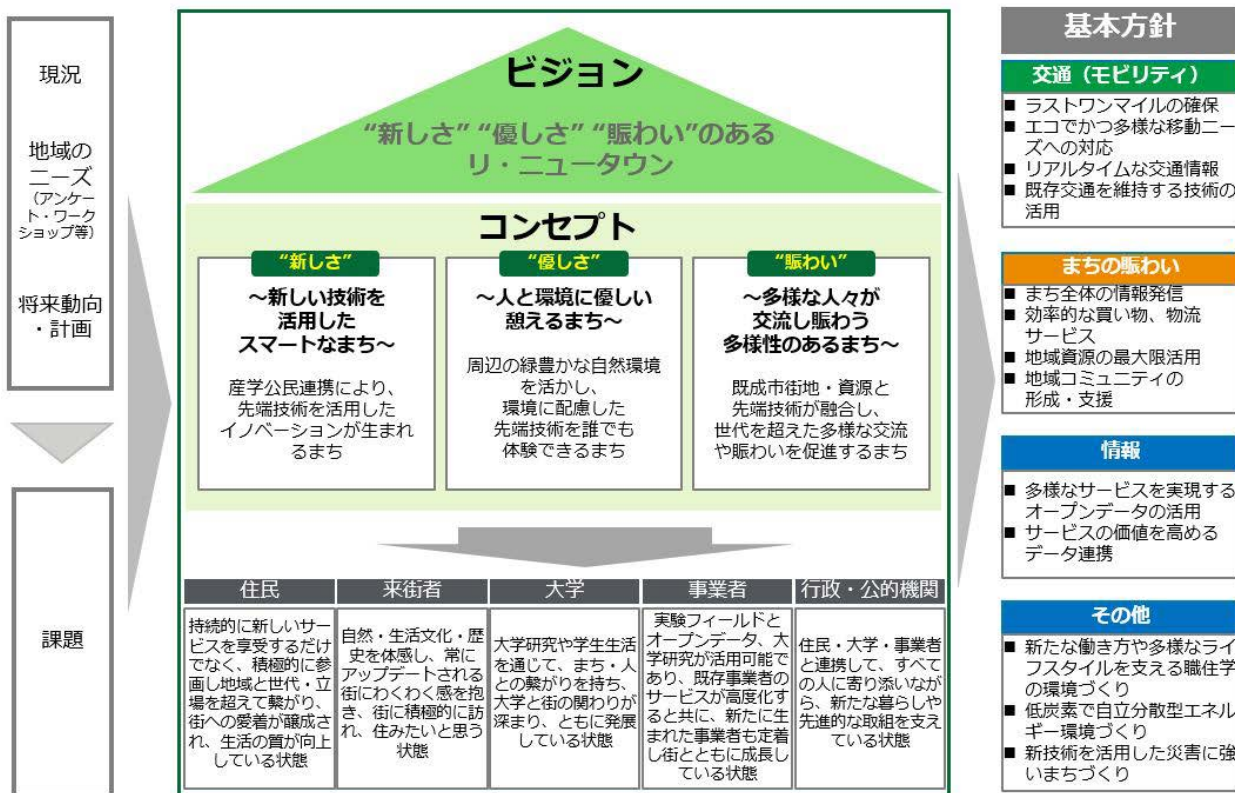 現況
地域の
ニーズ
（アンケー
ト・ワーク
ショップ等）
将来動向
・計画
課題
ビジョン
“新しさ” “優しさ” “賑わい”のある
リ・ニュータウン
コンセプト
“新しさ”
～新しい技術を
活用した
スマートなまち～
産学公民連携により、
先端技術を活用した
イノベーションが生まれ
るまち
“優しさ”
～人と環境に優しい
憩えるまち～
周辺の緑豊かな自然環境
を活かし、
環境に配慮した
先端技術を誰でも
体験できるまち
“賑わい”
～多様な人々が
交流し賑わう
多様性のあるまち～
既成市街地・資源と
先端技術が融合し、
世代を超えた多様な交流
や賑わいを促進するまち
住民
持続的に新しいサー
ビスを享受するだけ
でなく、積極的に参
画し地域と世代・立
場を超えて繋がり、
街への愛着が醸成さ
れ、生活の質が向上
している状態
来街者
自然・生活文化・歴
史を体感し、常に
アップデートされる
街にわくわく感を抱
き、街に積極的に訪
れ、住みたいと思う
状態
大学
大学研究や学生生活
を通じて、まち・人
との繋がりを持ち、
大学と街の関わりが
深まり、ともに発展
している状態
事業者
実験フィールドと
オープンデータ、大
学研究が活用可能で
あり、既存事業者の
サービスが高度化す
ると共に、新たに生
まれた事業者も定着
し街とともに成長し
ている状態
行政・公的機関
住民・大学・事業者
と連携して、すべて
の人に寄り添いなが
ら、新たな暮らしや
先進的な取組を支え
ている状態
基本方針
交通（モビリティ）
■ ラストワンマイルの確保
■ エコでかつ多様な移動ニー
ズへの対応
■ リアルタイムな交通情報
■ 既存交通を維持する技術の
活用
まちの賑わい
■ まち全体の情報発信
■ 効率的な買い物、物流
サービス
■ 地域資源の最大限活用
■ 地域コミュニティの
形成・支援
情報
■ 多様なサービスを実現する
オープンデータの活用
■ サービスの価値を高める
データ連携
その他
■ 新たな働き方や多様なライ
フスタイルを支える職住学
の環境づくり
■ 低炭素で自立分散型エネル
ギー環境づくり
■ 新技術を活用した災害に強
いまちづくり